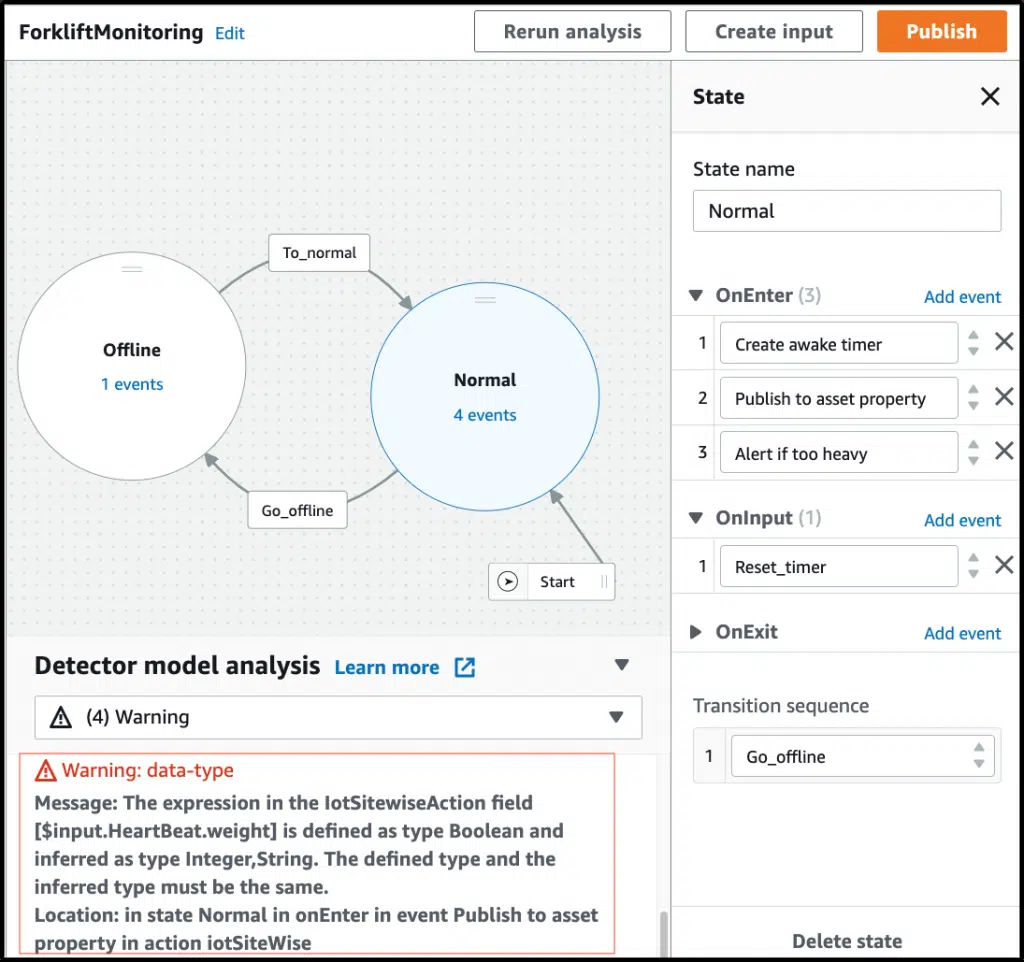 ForkliftMonitoring Edit
Rerun analysis
Create input
Publish
To_normal
Offline
1 events
Normal
4 events
Go_offline
Start
Detector model analysis Learn more
(4) Warning
Warning: data-type
Message: The expression in the IotSitewiseAction field
[$input.HeartBeat.weight] is defined as type Boolean and
inferred as type Integer,String. The defined type and the
inferred type must be the same.
Location: in state Normal in onEnter in event Publish to asset
property in action iotSiteWise
State
State name
Normal
OnEnter (3) Add event
1 Create awake timer
2 Publish to asset property
3 Alert if too heavy
OnInput (1) Add event
1 Reset_timer
OnExit Add event
Transition sequence
1 Go_offline
Delete state